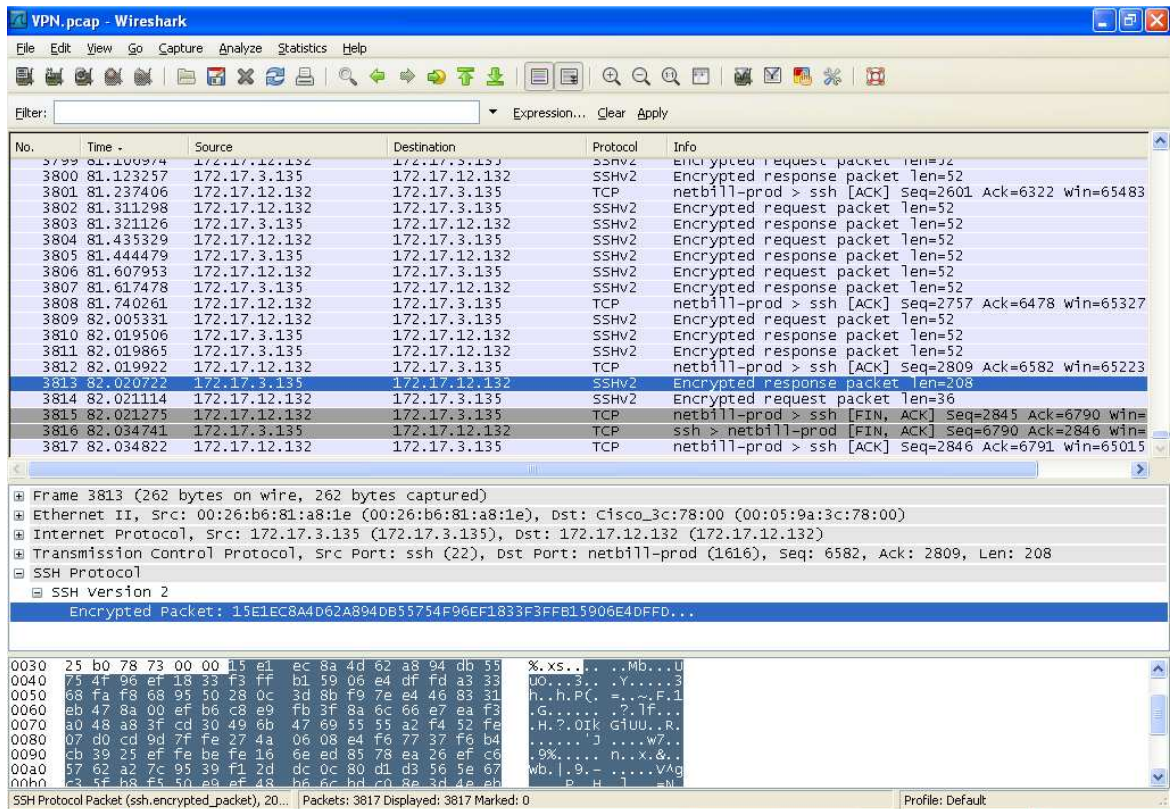 VPN.pcap - Wireshark
File Edit View Go Capture Analyze Statistics Help
Filter: Expression... Clear Apply
No. Time - Source Destination Protocol Info
3799 81.106974 172.17.12.132 172.17.3.135 SSHv2 Encrypted request packet len=52
3800 81.123257 172.17.3.135 172.17.12.132 SSHv2 Encrypted response packet len=52
3801 81.237406 172.17.12.132 172.17.3.135 TCP netbill-prod > ssh [ACK] Seq=2601 Ack=6322 Win=65483
3802 81.311298 172.17.12.132 172.17.3.135 SSHv2 Encrypted request packet len=52
3803 81.321126 172.17.3.135 172.17.12.132 SSHv2 Encrypted response packet len=52
3804 81.435329 172.17.12.132 172.17.3.135 SSHv2 Encrypted request packet len=52
3805 81.444479 172.17.3.135 172.17.12.132 SSHv2 Encrypted response packet len=52
3806 81.607953 172.17.12.132 172.17.3.135 SSHv2 Encrypted request packet len=52
3807 81.617478 172.17.3.135 172.17.12.132 SSHv2 Encrypted response packet len=52
3808 81.740261 172.17.12.132 172.17.3.135 TCP netbill-prod > ssh [ACK] Seq=2757 Ack=6478 Win=65327
3809 82.005331 172.17.12.132 172.17.3.135 SSHv2 Encrypted request packet len=52
3810 82.019506 172.17.3.135 172.17.12.132 SSHv2 Encrypted response packet len=52
3811 82.019865 172.17.3.135 172.17.12.132 SSHv2 Encrypted response packet len=52
3812 82.019922 172.17.12.132 172.17.3.135 TCP netbill-prod > ssh [ACK] Seq=2809 Ack=6582 Win=65223
3813 82.020722 172.17.3.135 172.17.12.132 SSHv2 Encrypted response packet len=208
3814 82.021114 172.17.12.132 172.17.3.135 SSHv2 Encrypted request packet len=36
3815 82.021275 172.17.12.132 172.17.3.135 TCP netbill-prod > ssh [FIN, ACK] Seq=2845 Ack=6790 Win=
3816 82.034741 172.17.3.135 172.17.12.132 TCP ssh > netbill-prod [FIN, ACK] Seq=6790 Ack=2846 Win=
3817 82.034822 172.17.12.132 172.17.3.135 TCP netbill-prod > ssh [ACK] Seq=2846 Ack=6791 Win=65015
Frame 3813 (262 bytes on wire, 262 bytes captured)
Ethernet II, Src: 00:26:b6:81:a8:1e (00:26:b6:81:a8:1e), Dst: Cisco_3c:78:00 (00:05:9a:3c:78:00)
Internet Protocol, Src: 172.17.3.135 (172.17.3.135), Dst: 172.17.12.132 (172.17.12.132)
Transmission Control Protocol, Src Port: ssh (22), Dst Port: netbill-prod (1616), Seq: 6582, Ack: 2809, Len: 208
SSH Protocol
SSH Version 2
Encrypted Packet: 15E1EC8A4D62A894DB55754F96EF1833F3FFB15906E4DFFD...
0030 25 b0 78 73 00 00 15 e1 ec 8a 4d 62 a8 94 db 55 %.xs.... ..Mb...U
0040 75 4f 96 ef 18 33 f3 ff b1 59 06 e4 df fd a3 33 uO...3.. .Y.....3
0050 68 fa f8 68 95 50 28 0c 3d 8b f9 7e e4 46 83 31 h..h.P(. =..~.F.1
0060 eb 47 8a 00 ef b6 c8 e9 fb 3f 8a 6c 66 e7 ea f3 .G...... .?.lf...
0070 a0 48 a8 3f cd 30 49 6b 47 69 55 55 a2 f4 52 fe .H.?.0Ik GiUU..R.
0080 07 d0 cd 9d 7f fe 27 4a 06 08 e4 f6 77 37 f6 b4 ......'J ....w7..
0090 cb 39 25 ef fe be fe 16 6e ed 85 78 ea 26 ef c6 .9%..... n..x.&..
00a0 57 62 a2 7c 95 39 f1 2d dc 0c 80 d1 d3 56 5e 67 Wb.|.9.- .....V^g
SSH Protocol Packet (ssh.encrypted_packet), 20... Packets: 3817 Displayed: 3817 Marked: 0 Profile: Default